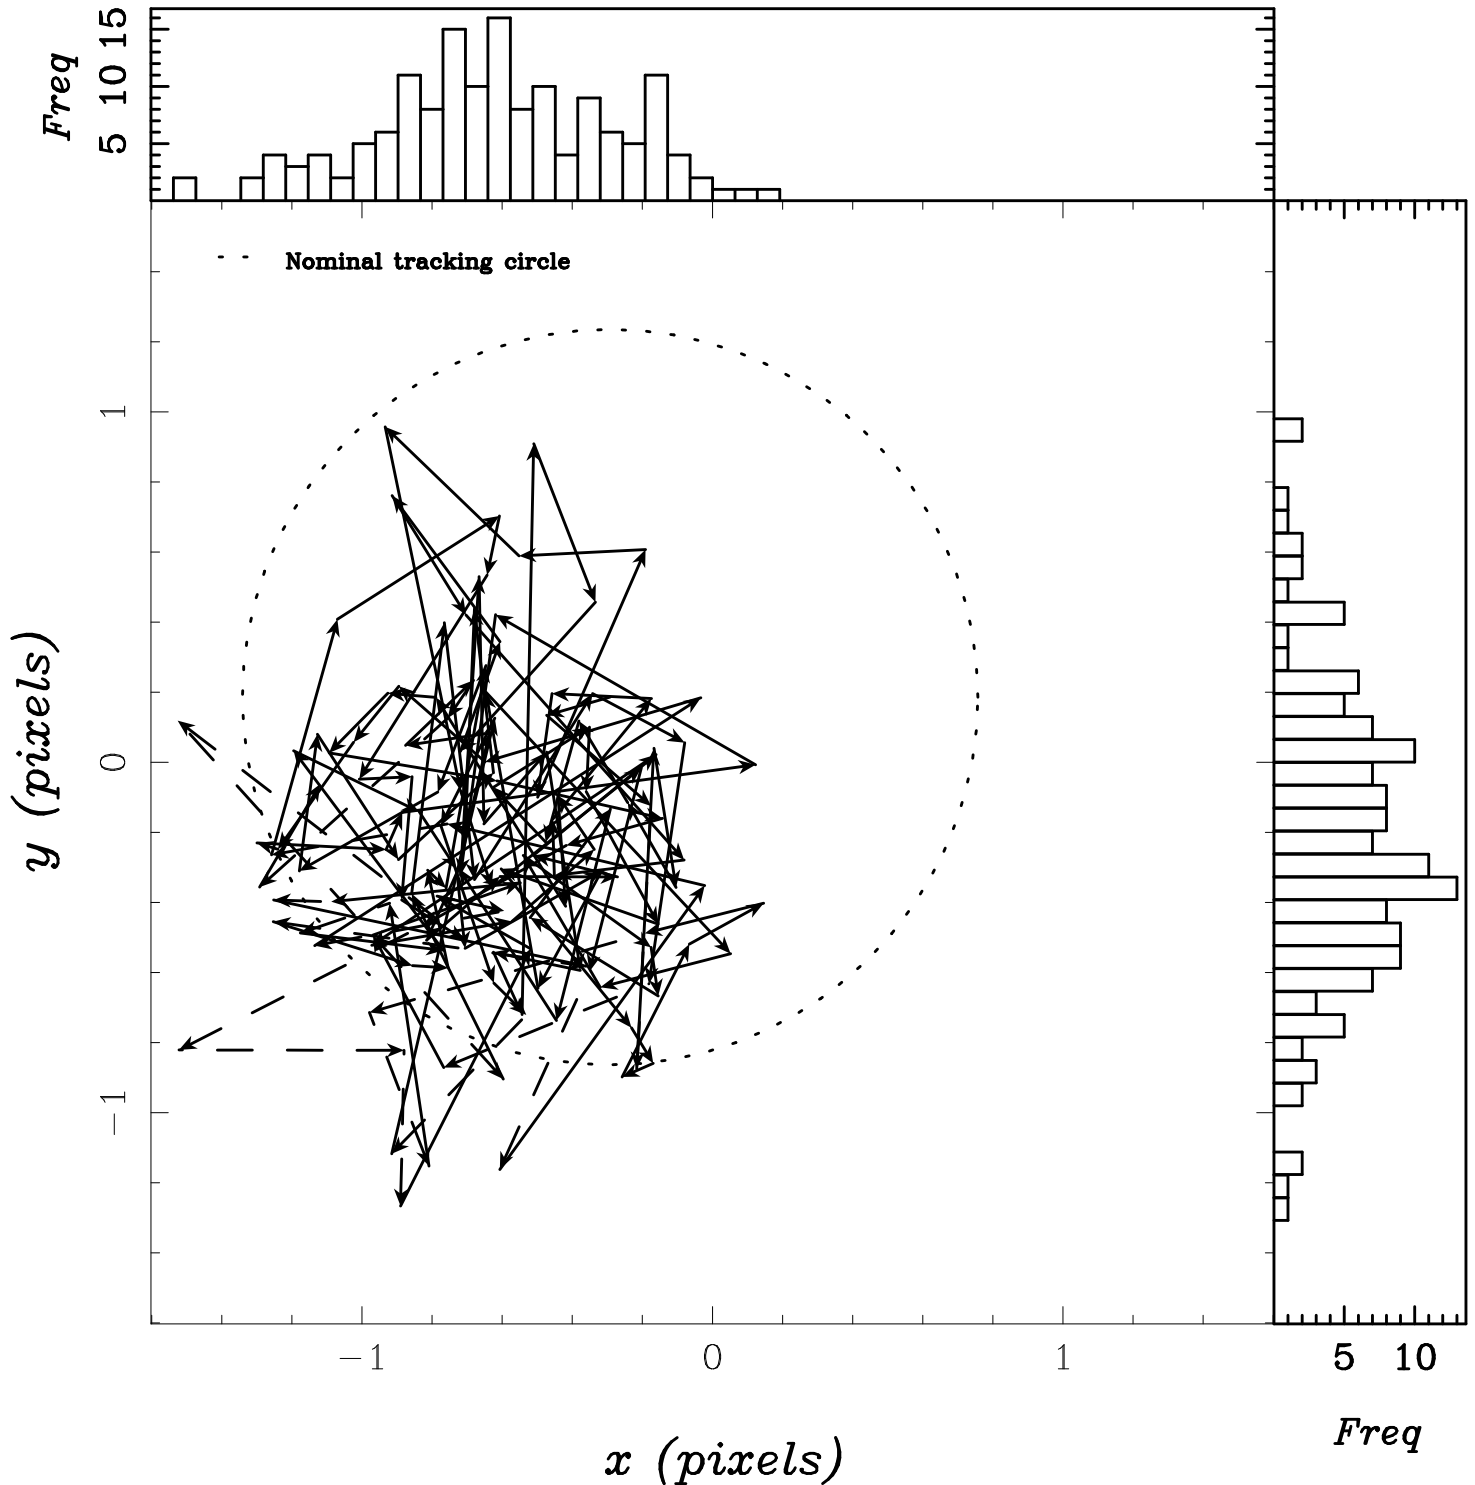 Freq
5 10 15
Nominal tracking circle
y (pixels)
1
0
−1
−1 0 1
x (pixels)
5 10
Freq